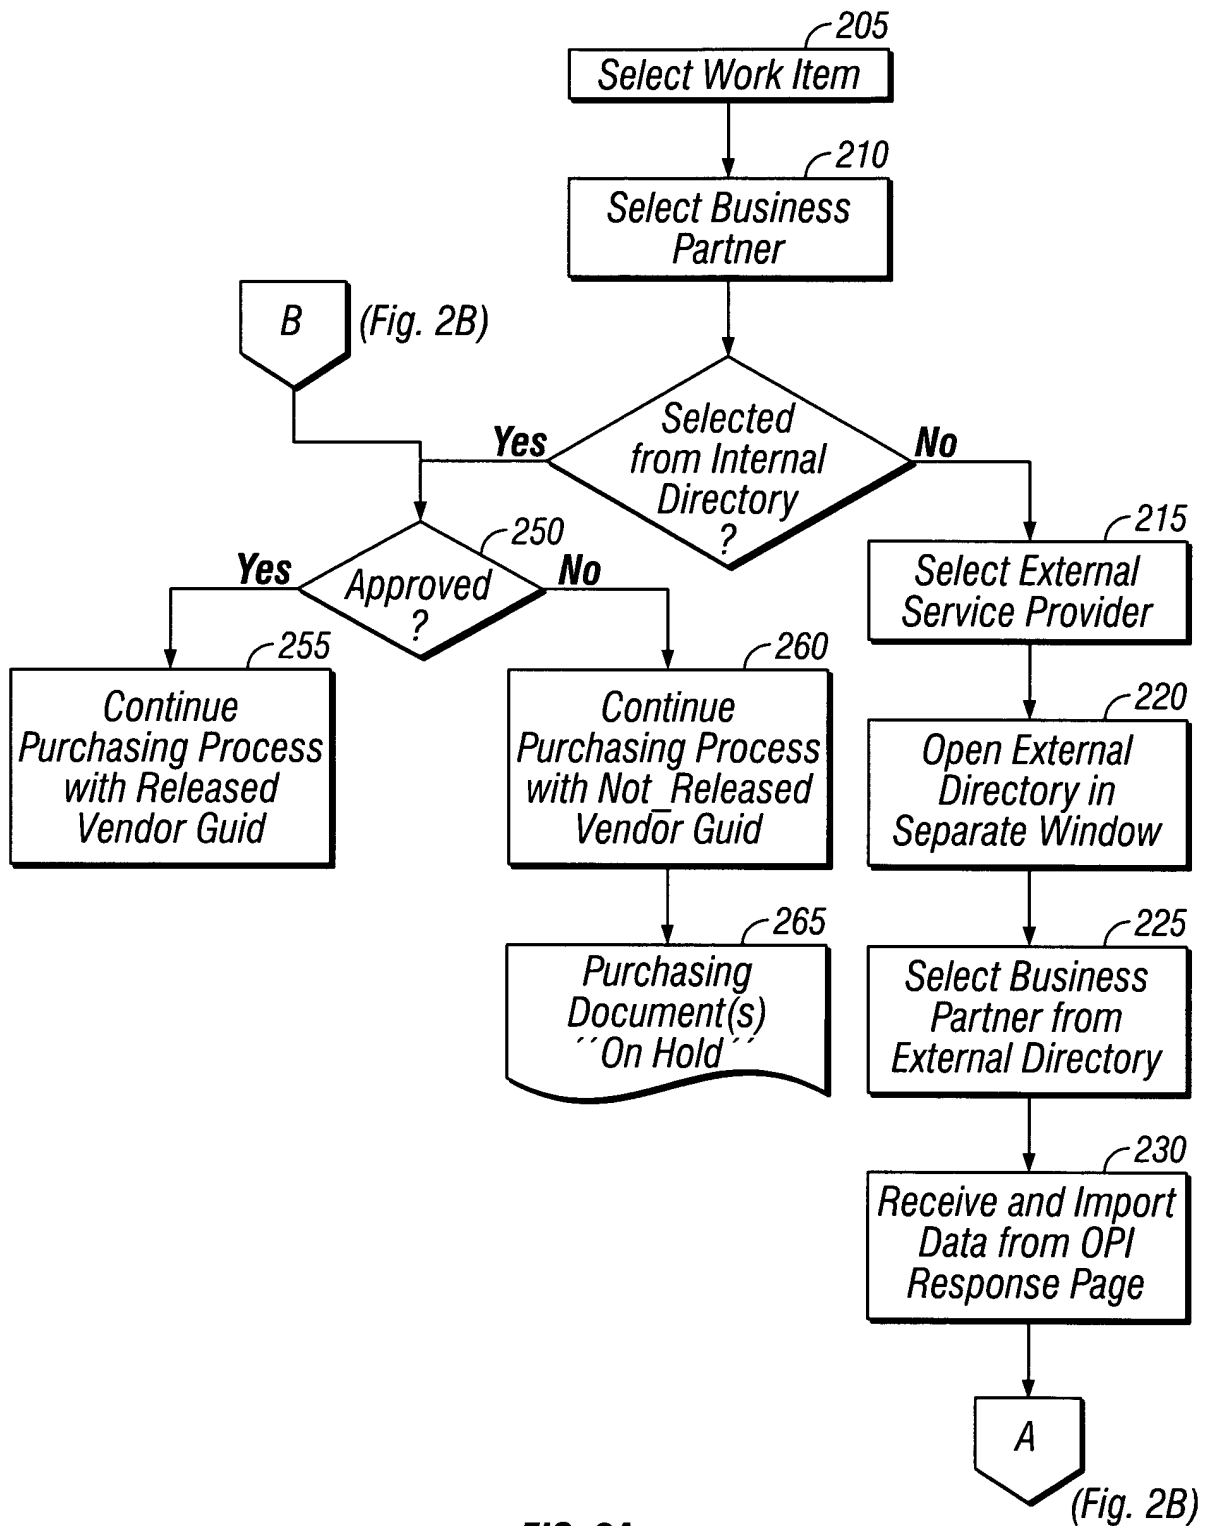 205
Select Work Item
210
Select Business
Partner
B
(Fig. 2B)
Selected
from Internal
Directory
?
Yes
No
250
Approved
?
Yes
No
215
Select External
Service Provider
255
Continue
Purchasing Process
with Released
Vendor Guid
260
Continue
Purchasing Process
with Not_Released
Vendor Guid
220
Open External
Directory in
Separate Window
265
Purchasing
Document(s)
´´On Hold´´
225
Select Business
Partner from
External Directory
230
Receive and Import
Data from OPI
Response Page
A
(Fig. 2B)